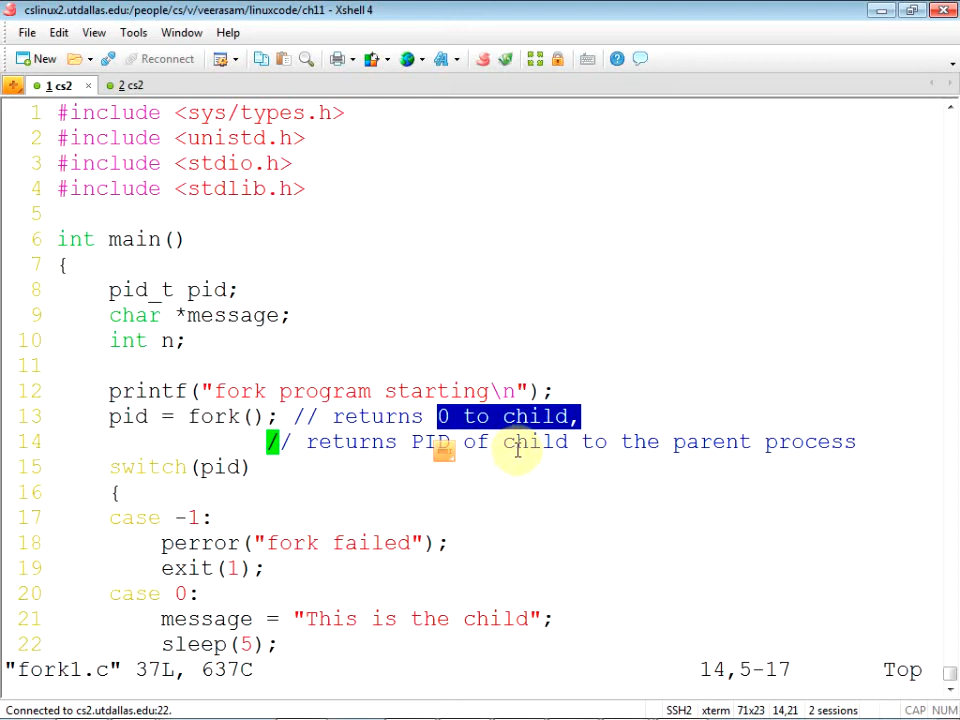 cslinux2.utdallas.edu:/people/cs/v/veerasam/linuxcode/ch11 - Xshell 4
File Edit View Tools Window Help
New Reconnect
1 cs2 × 2 cs2
1 #include <sys/types.h>
2 #include <unistd.h>
3 #include <stdio.h>
4 #include <stdlib.h>
5
6 int main()
7 {
8 pid_t pid;
9 char *message;
10 int n;
11
12 printf("fork program starting\n");
13 pid = fork(); // returns 0 to child,
14 // returns PID of child to the parent process
15 switch(pid)
16 {
17 case -1:
18 perror("fork failed");
19 exit(1);
20 case 0:
21 message = "This is the child";
22 sleep(5);
"fork1.c" 37L, 637C 14,5-17 Top
Connected to cs2.utdallas.edu:22. SSH2 xterm 71x23 14,21 2 sessions CAP NUM